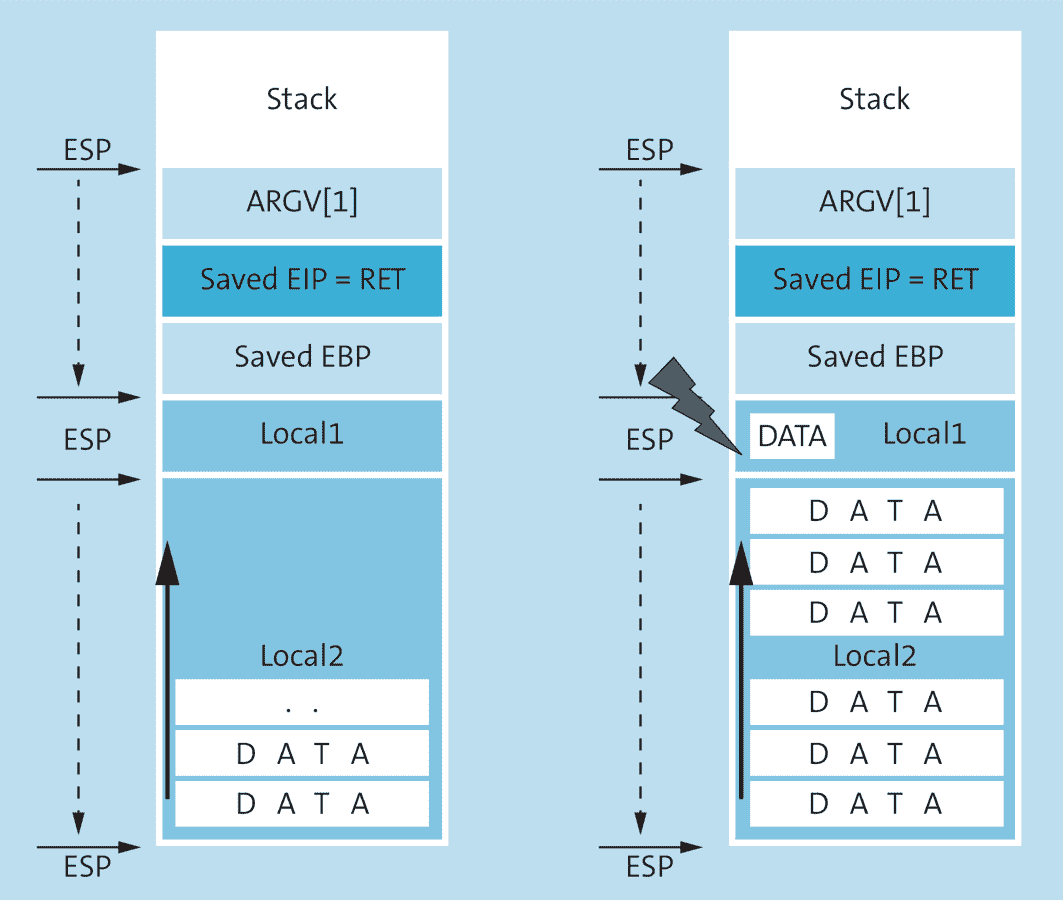 Stack
ESP
ARGV[1]
Saved EIP = RET
Saved EBP
ESP
Local1
Local2
. .
D A T A
D A T A
ESP
Stack
ESP
ARGV[1]
Saved EIP = RET
Saved EBP
ESP
DATA Local1
D A T A
D A T A
D A T A
Local2
D A T A
D A T A
D A T A
ESP